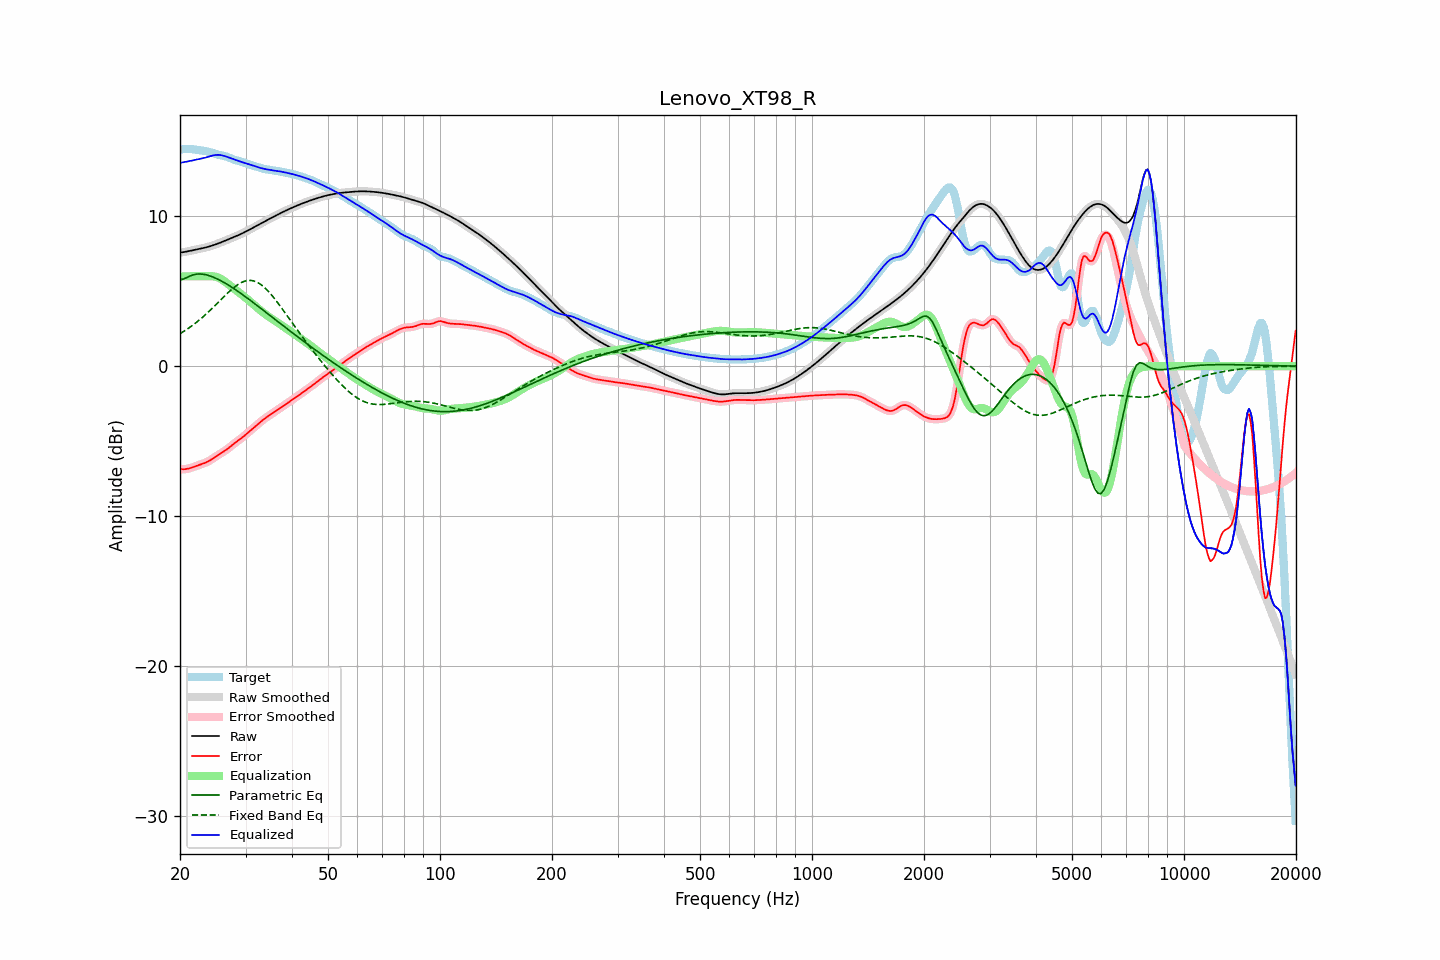 Lenovo_XT98_R
Amplitude (dBr)
10
0
−10
−20
−30
Target
Raw Smoothed
Error Smoothed
Raw
Error
Equalization
Parametric Eq
Fixed Band Eq
Equalized
20 50 100 200 500 1000 2000 5000 10000 20000
Frequency (Hz)